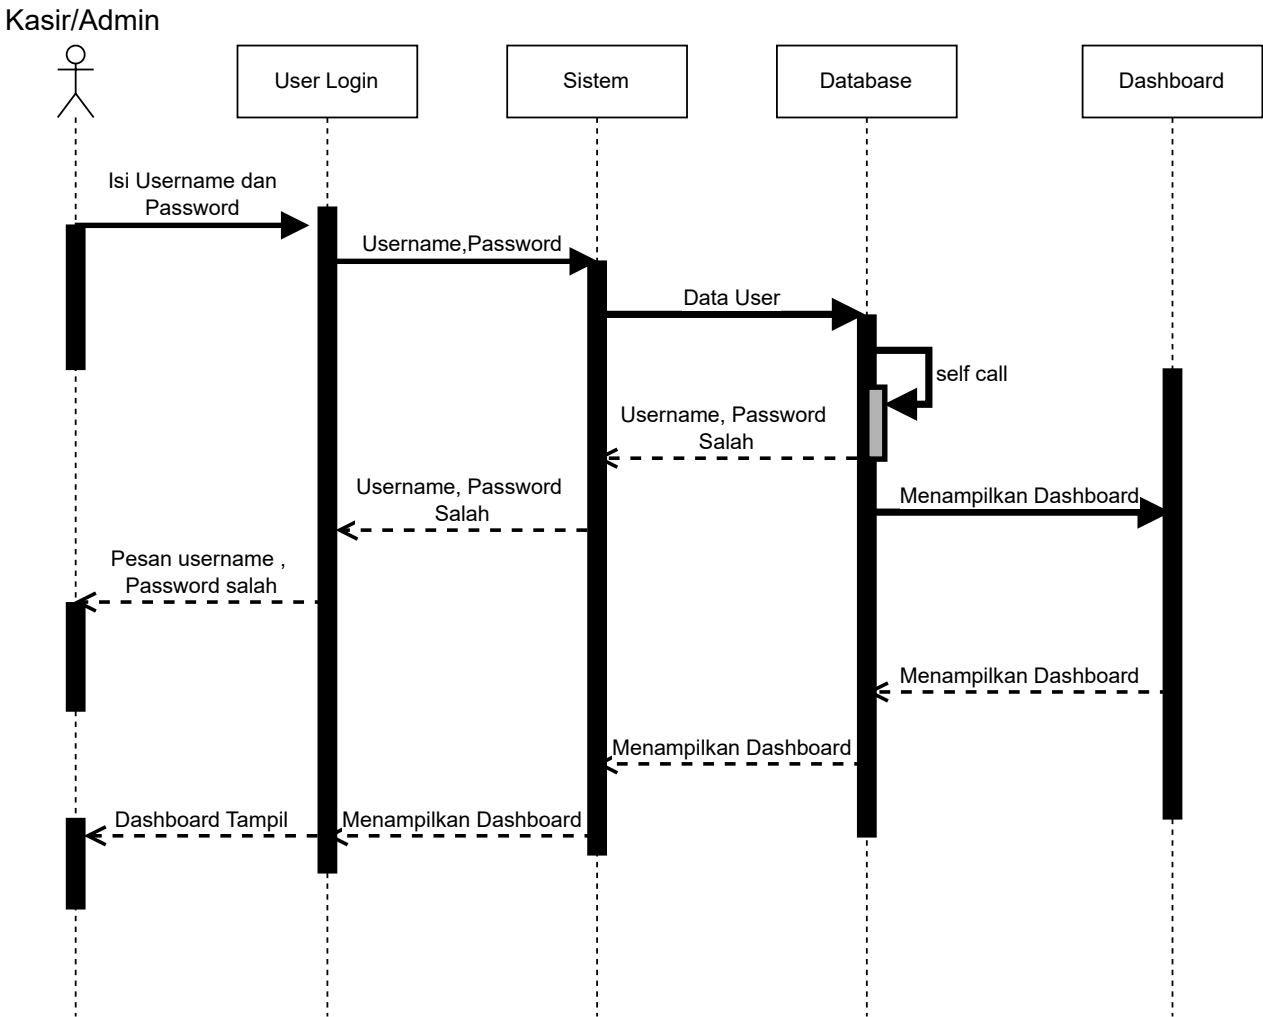 Kasir/Admin
User Login
Sistem
Database
Dashboard
Isi Username dan
Password
Username,Password
Data User
self call
Username, Password
Salah
Username, Password
Salah
Menampilkan Dashboard
Pesan username ,
Password salah
Menampilkan Dashboard
Menampilkan Dashboard
Dashboard Tampil
Menampilkan Dashboard